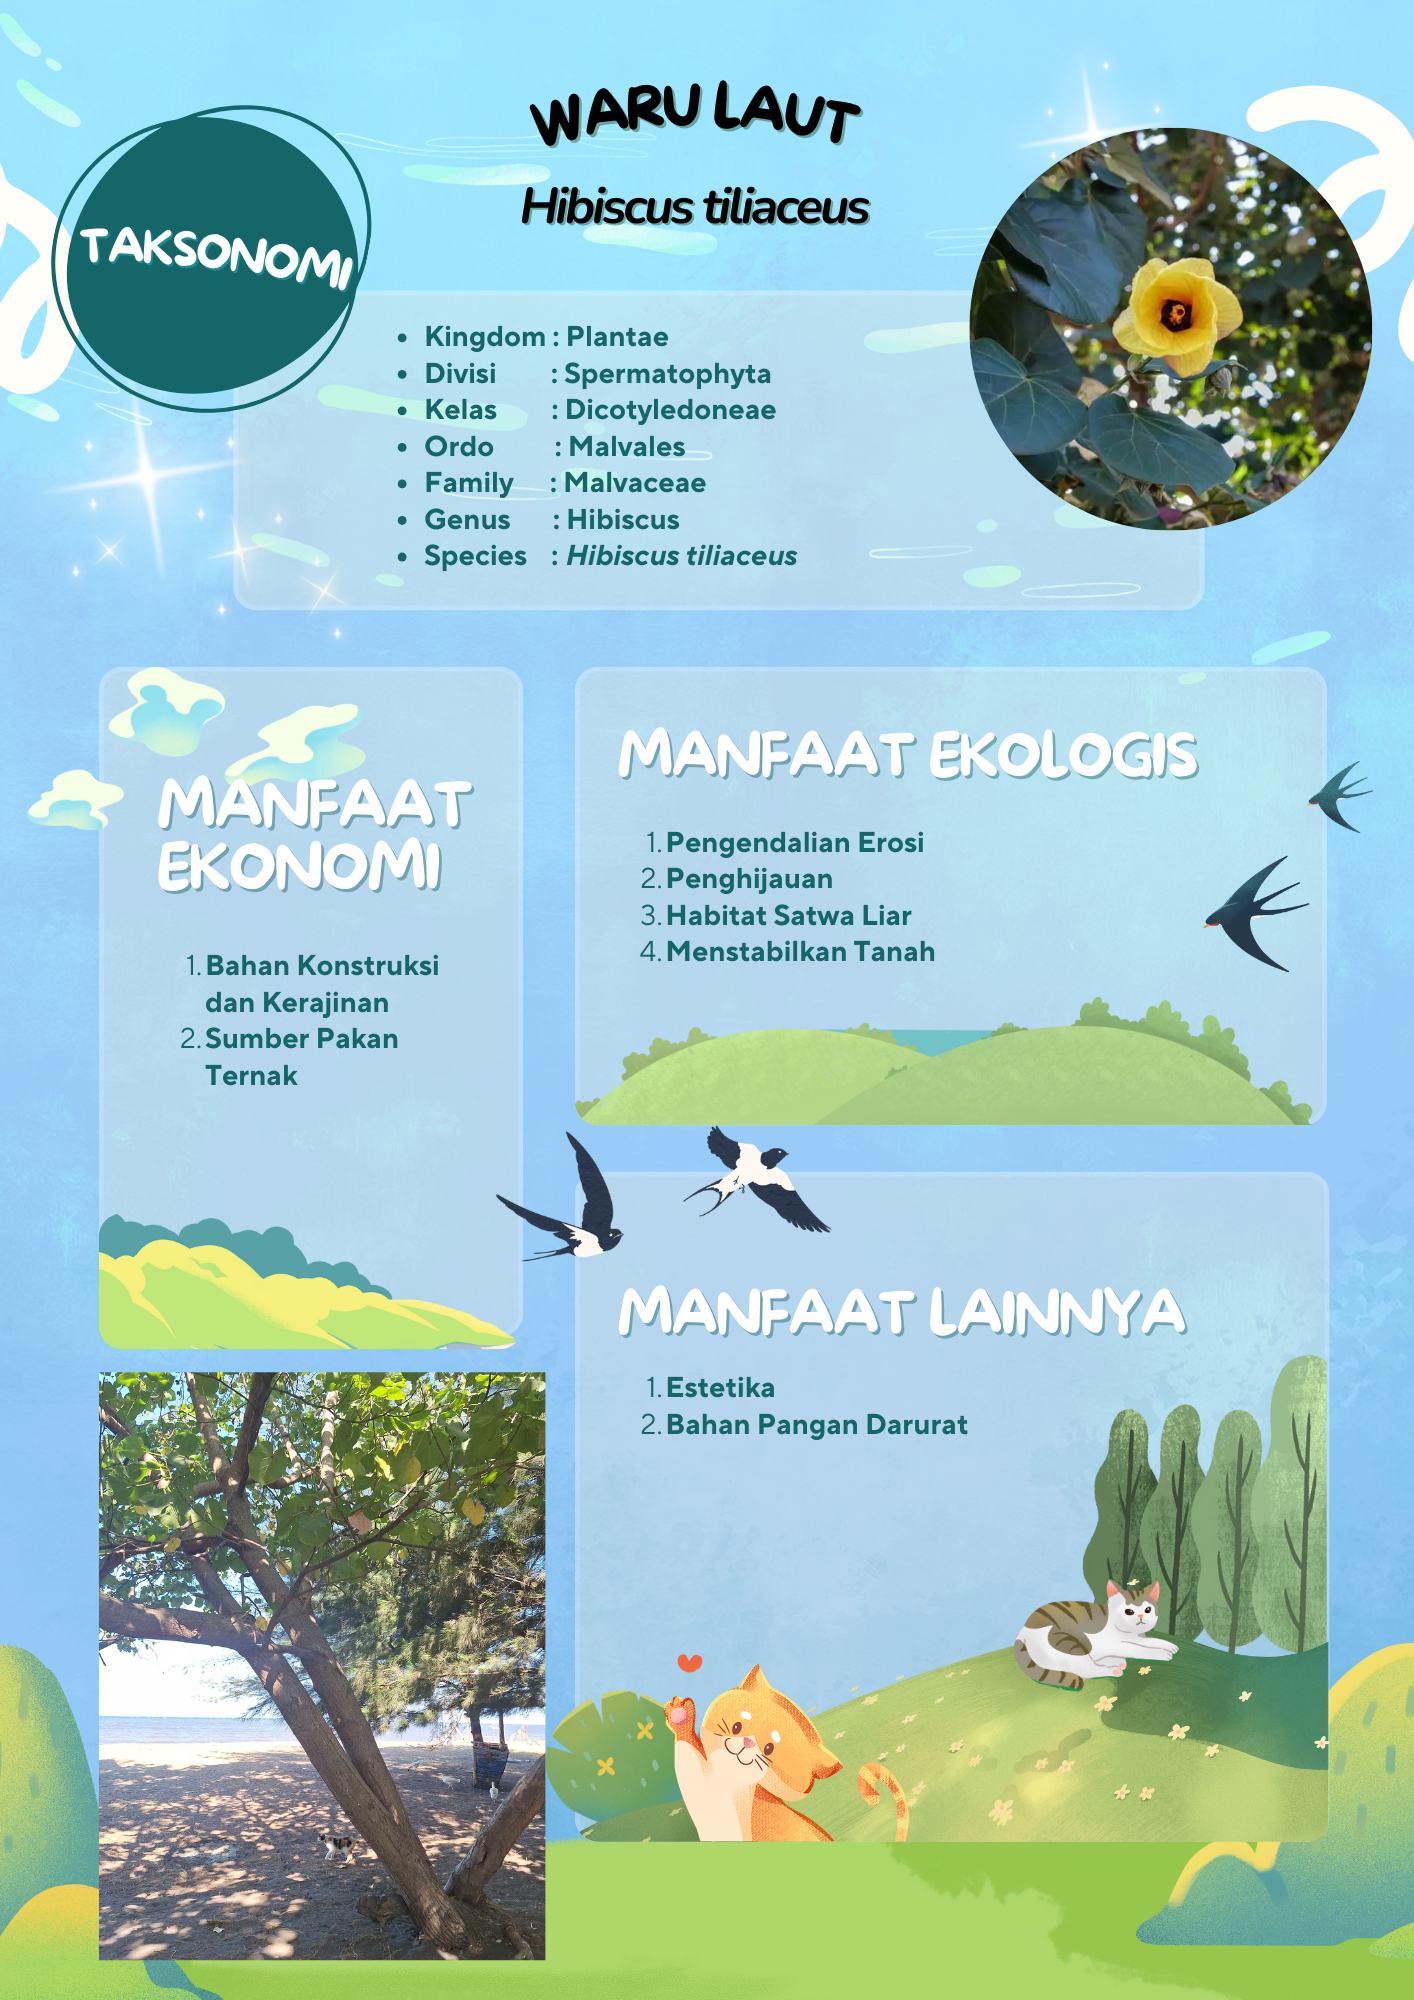 WARU LAUT
Hibiscus tiliaceus
TAKSONOMI
• Kingdom : Plantae
• Divisi : Spermatophyta
• Kelas : Dicotyledoneae
• Ordo : Malvales
• Family : Malvaceae
• Genus : Hibiscus
• Species : Hibiscus tiliaceus
MANFAAT
EKONOMI
1. Bahan Konstruksi
dan Kerajinan
2. Sumber Pakan
Ternak
MANFAAT EKOLOGIS
1. Pengendalian Erosi
2. Penghijauan
3. Habitat Satwa Liar
4. Menstabilkan Tanah
MANFAAT LAINNYA
1. Estetika
2. Bahan Pangan Darurat